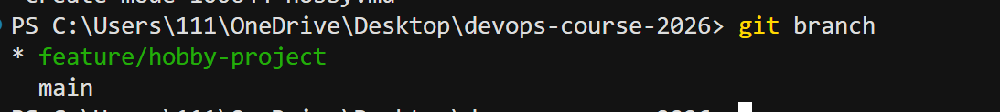 PS C:\Users\111\OneDrive\Desktop\devops-course-2026> git branch
* feature/hobby-project
main